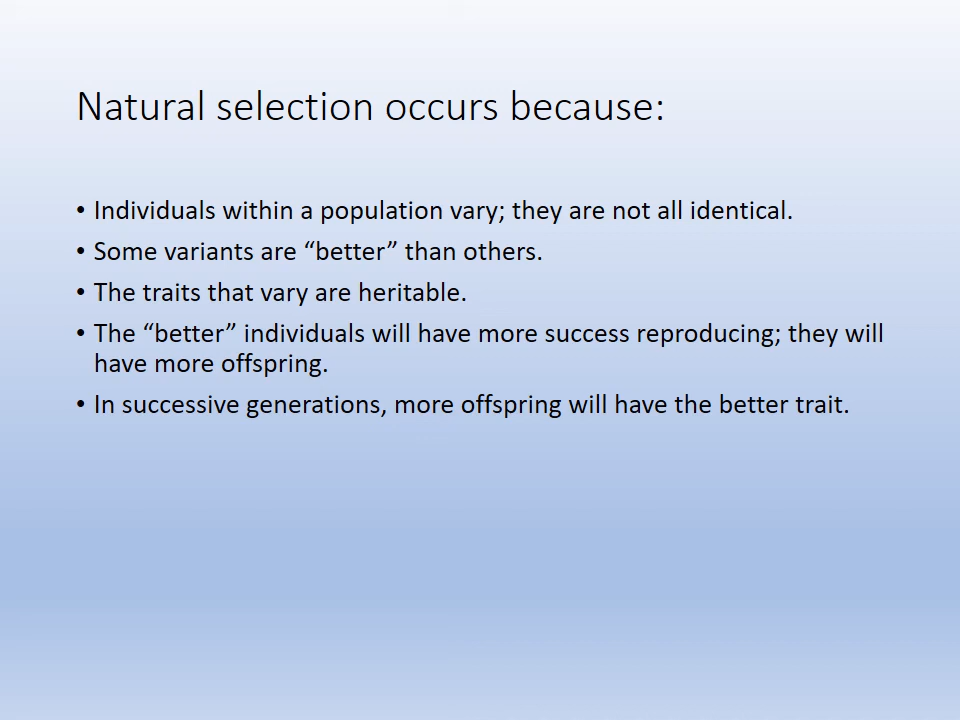 Natural selection occurs because:
• Individuals within a population vary; they are not all identical.
• Some variants are “better” than others.
• The traits that vary are heritable.
• The “better” individuals will have more success reproducing; they will
have more offspring.
• In successive generations, more offspring will have the better trait.